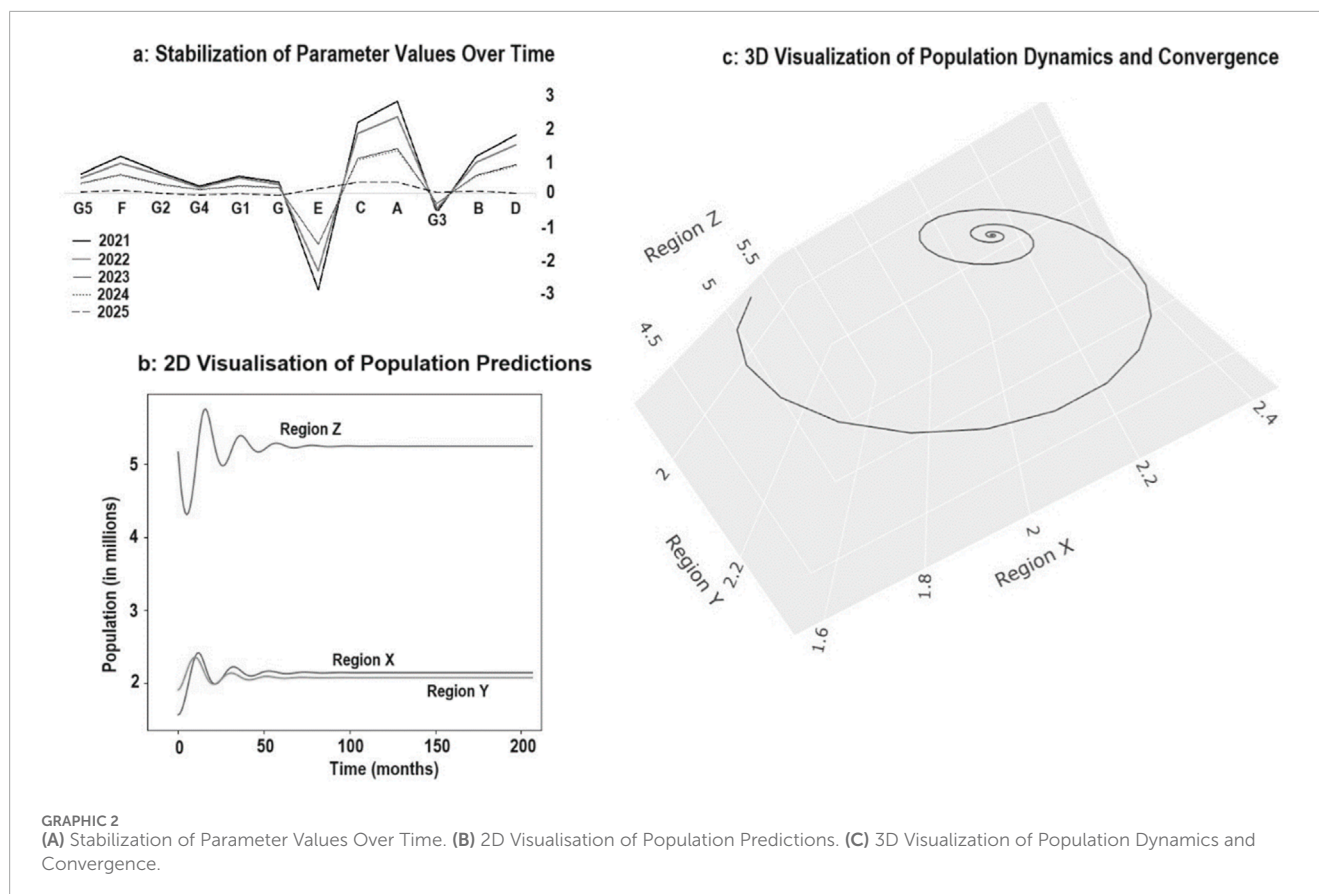 a: Stabilization of Parameter Values Over Time
3
2
1
0
-1
-2
-3
G5 F G2 G4 G1 G E C A G3 B D
2021
2022
2023
2024
2025
b: 2D Visualisation of Population Predictions
Population (in millions)
5
4
3
2
Region Z
Region X
Region Y
0 50 100 150 200
Time (months)
c: 3D Visualization of Population Dynamics and Convergence
Region Z
5.5
5
4.5
2
2.2
Region Y
1.6
1.8
2
2.2
2.4
Region X
GRAPHIC 2
(A) Stabilization of Parameter Values Over Time. (B) 2D Visualisation of Population Predictions. (C) 3D Visualization of Population Dynamics and
Convergence.